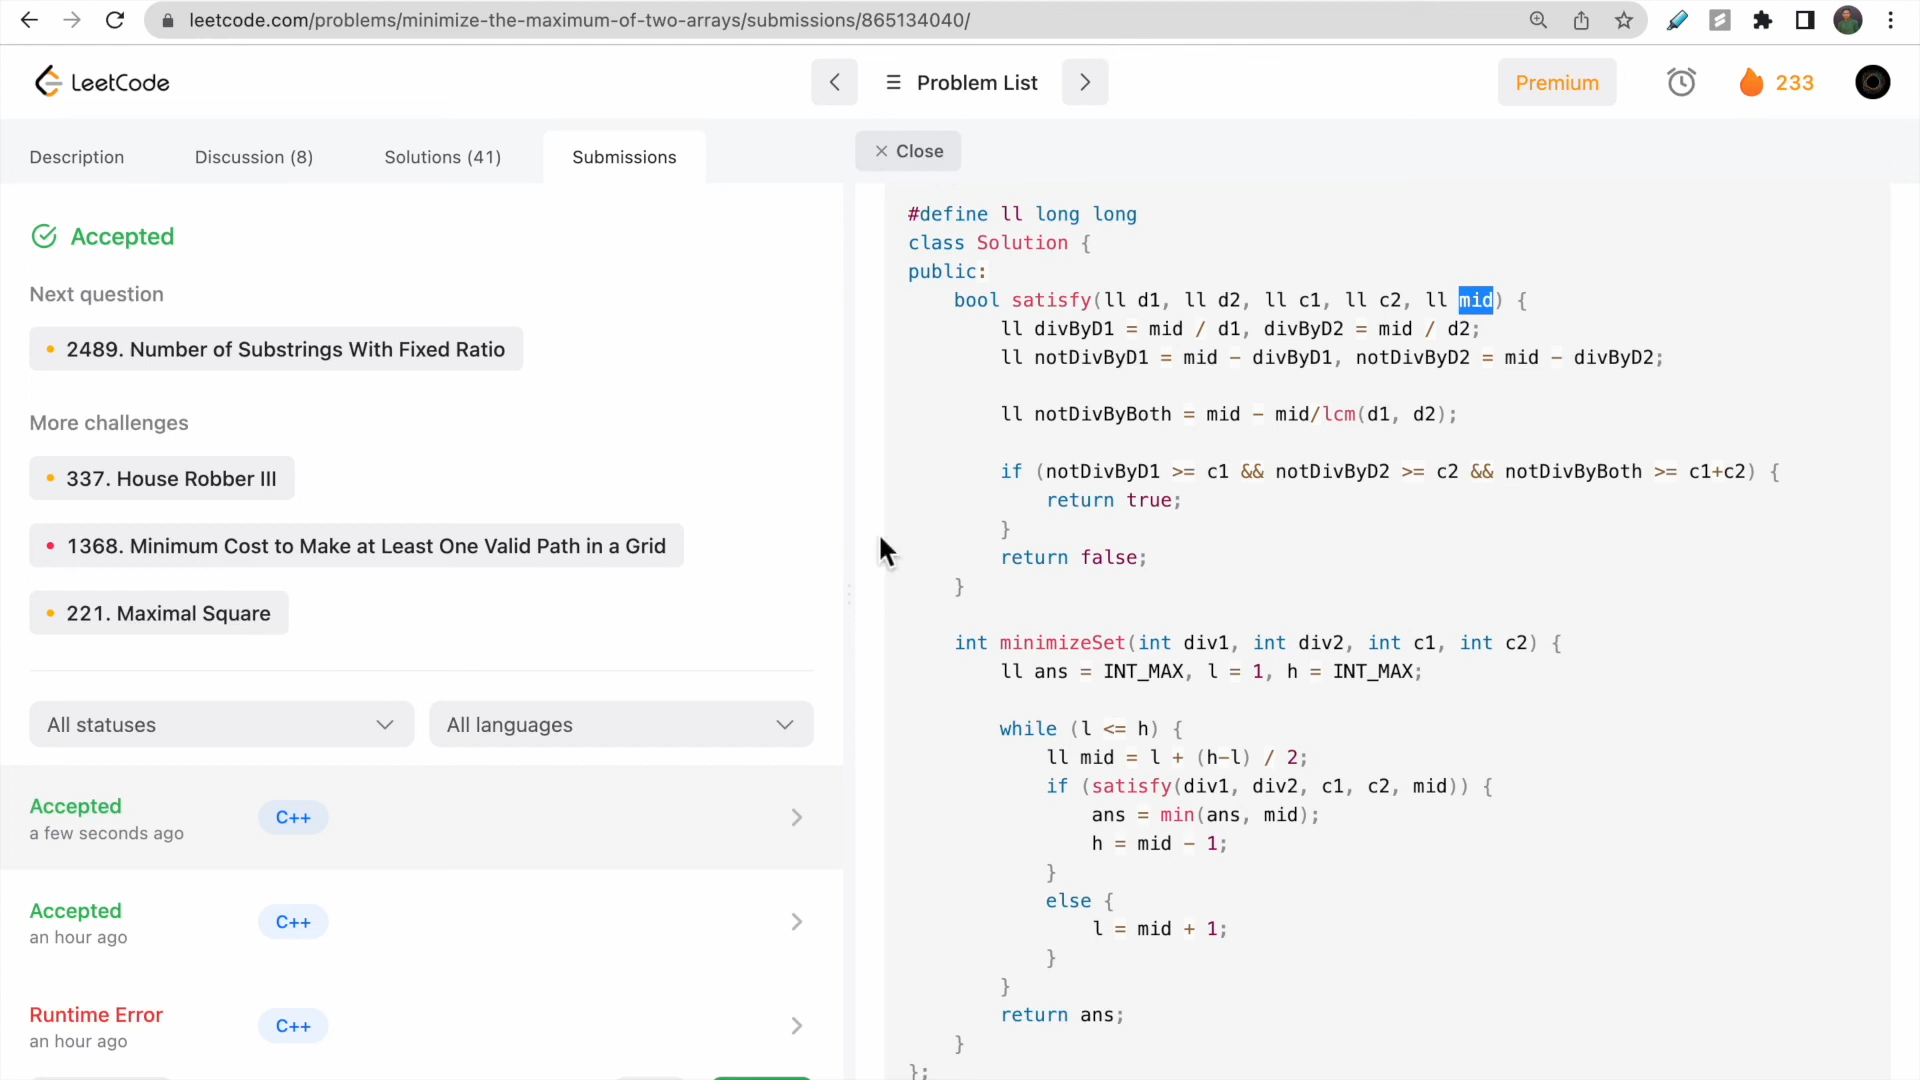 leetcode.com/problems/minimize-the-maximum-of-two-arrays/submissions/865134040/
LeetCode
Problem List
Premium
233
Description
Discussion (8)
Solutions (41)
Submissions
Close
Accepted
Next question
2489. Number of Substrings With Fixed Ratio
More challenges
337. House Robber III
1368. Minimum Cost to Make at Least One Valid Path in a Grid
221. Maximal Square
All statuses
All languages
Accepted
a few seconds ago
C++
Accepted
an hour ago
C++
Runtime Error
an hour ago
C++
#define ll long long
class Solution {
public:
    bool satisfy(ll d1, ll d2, ll c1, ll c2, ll mid) {
        ll divByD1 = mid / d1, divByD2 = mid / d2;
        ll notDivByD1 = mid - divByD1, notDivByD2 = mid - divByD2;
        ll notDivByBoth = mid - mid/lcm(d1, d2);
        if (notDivByD1 >= c1 && notDivByD2 >= c2 && notDivByBoth >= c1+c2) {
            return true;
        }
        return false;
    }
    int minimizeSet(int div1, int div2, int c1, int c2) {
        ll ans = INT_MAX, l = 1, h = INT_MAX;
        while (l <= h) {
            ll mid = l + (h-l) / 2;
            if (satisfy(div1, div2, c1, c2, mid)) {
                ans = min(ans, mid);
                h = mid - 1;
            }
            else {
                l = mid + 1;
            }
        }
        return ans;
    }
};